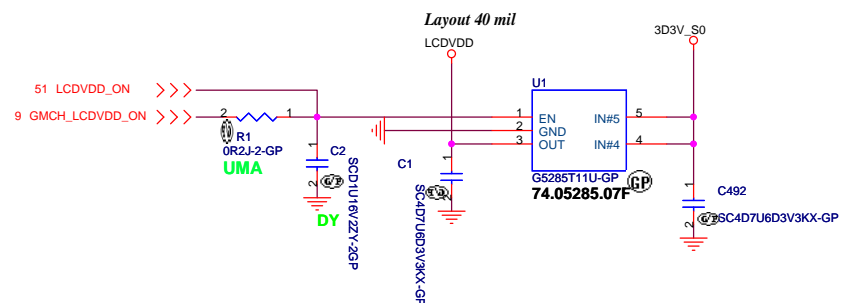 Layout 40 mil
LCDVDD
3D3V_S0
51 LCDVDD_ON
9 GMCH_LCDVDD_ON
2
1
R1
0R2J-2-GP
UMA
1
C2
2
SCD1U16V2ZY-2GP
DY
C1
1
2
SC4D7U6D3V3KX-GP
U1
1
EN
2
GND
3
OUT
IN#5
5
IN#4
4
G5285T11U-GP
GP
74.05285.07F
1
C492
2
SC4D7U6D3V3KX-GP